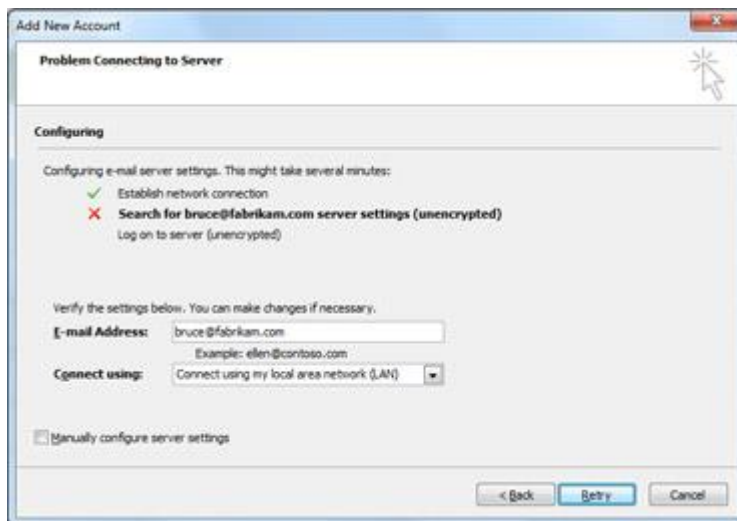 Add New Account
Problem Connecting to Server
Configuring
Configuring e-mail server settings. This might take several minutes:
Establish network connection
Search for bruce@fabrikam.com server settings (unencrypted)
Log on to server (unencrypted)
Verify the settings below. You can make changes if necessary.
E-mail Address: bruce@fabrikam.com
Example: ellen@contoso.com
Connect using: Connect using my local area network (LAN)
Manually configure server settings
< Back Retry Cancel